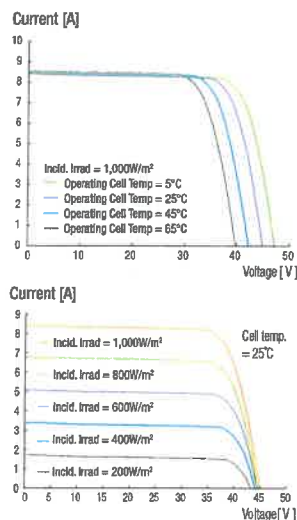 Current [A]
10
9
8
7
6
5
4
3
2
1
0
Incid. Irrad = 1,000W/m²
Operating Cell Temp = 5°C
Operating Cell Temp = 25°C
Operating Cell Temp = 45°C
Operating Cell Temp = 65°C
0 10 20 30 40 50
Voltage [ V ]
Current [A]
9
8
7
6
5
4
3
2
1
0
Cell temp.
= 25℃
Incid. Irrad = 1,000W/m²
Incid. Irrad = 800W/m²
Incid. Irrad = 600W/m²
Incid. Irrad = 400W/m²
Incid. Irrad = 200W/m²
0 5 10 15 20 25 30 35 40 45 50
Voltage[ V ]